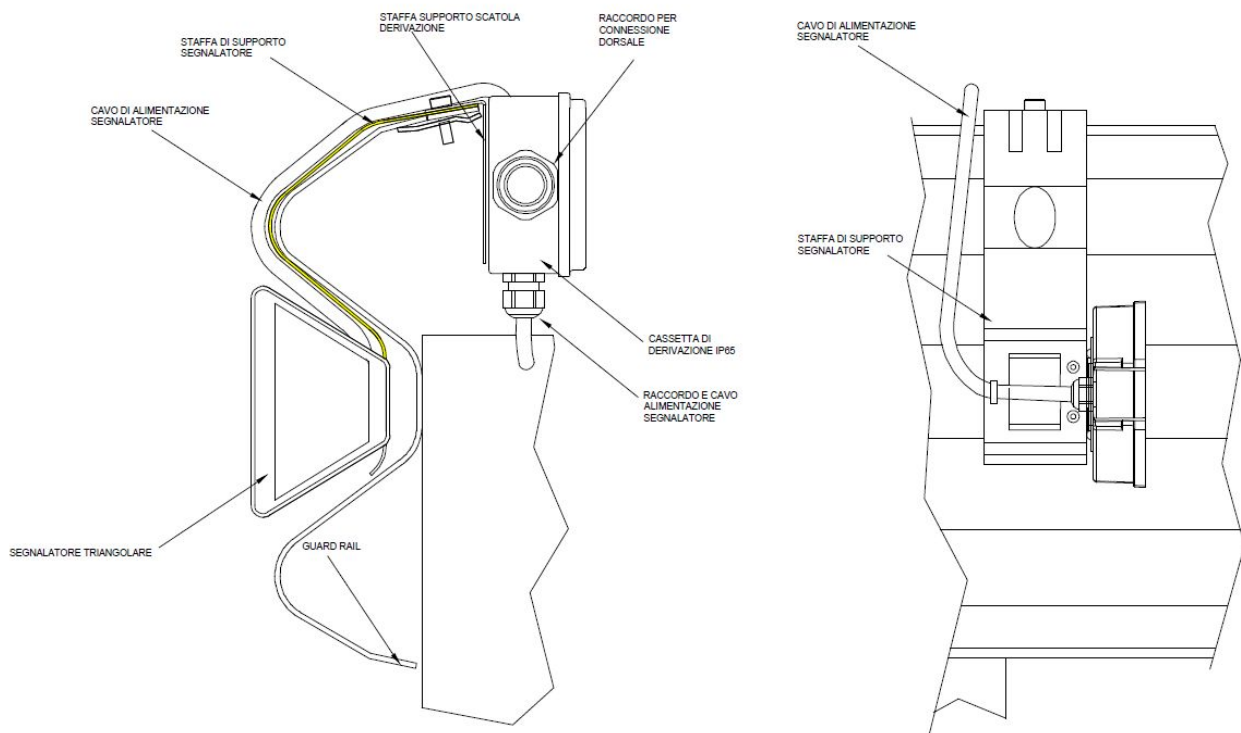 STAFFA SUPPORTO SCATOLA
DERIVAZIONE
RACCORDO PER
CONNESSIONE
DORSALE
STAFFA DI SUPPORTO
SEGNALATORE
CAVO DI ALIMENTAZIONE
SEGNALATORE
CASSETTA DI
DERIVAZIONE IP65
RACCORDO E CAVO
ALIMENTAZIONE
SEGNALATORE
SEGNALATORE TRIANGOLARE
GUARD RAIL
CAVO DI ALIMENTAZIONE
SEGNALATORE
STAFFA DI SUPPORTO
SEGNALATORE